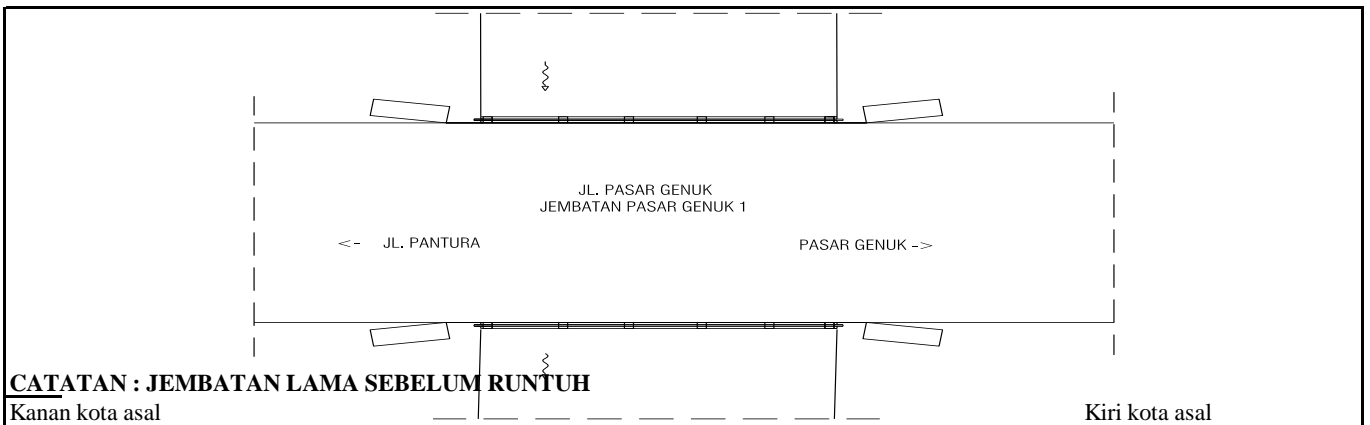 JL. PASAR GENUK
JEMBATAN PASAR GENUK 1
<- JL. PANTURA PASAR GENUK ->
CATATAN : JEMBATAN LAMA SEBELUM RUNTUH
Kanan kota asal Kiri kota asal